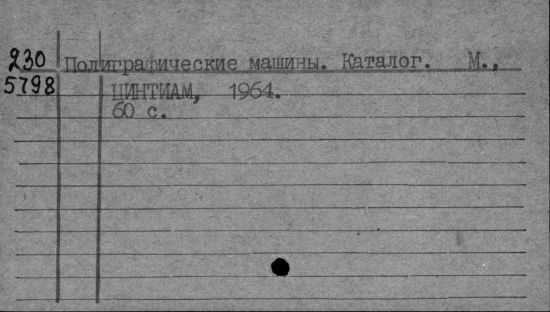 230 Полиграфические машины. Каталог. М.,
5798 ЦИНТИАМ, 1964.
60 с.